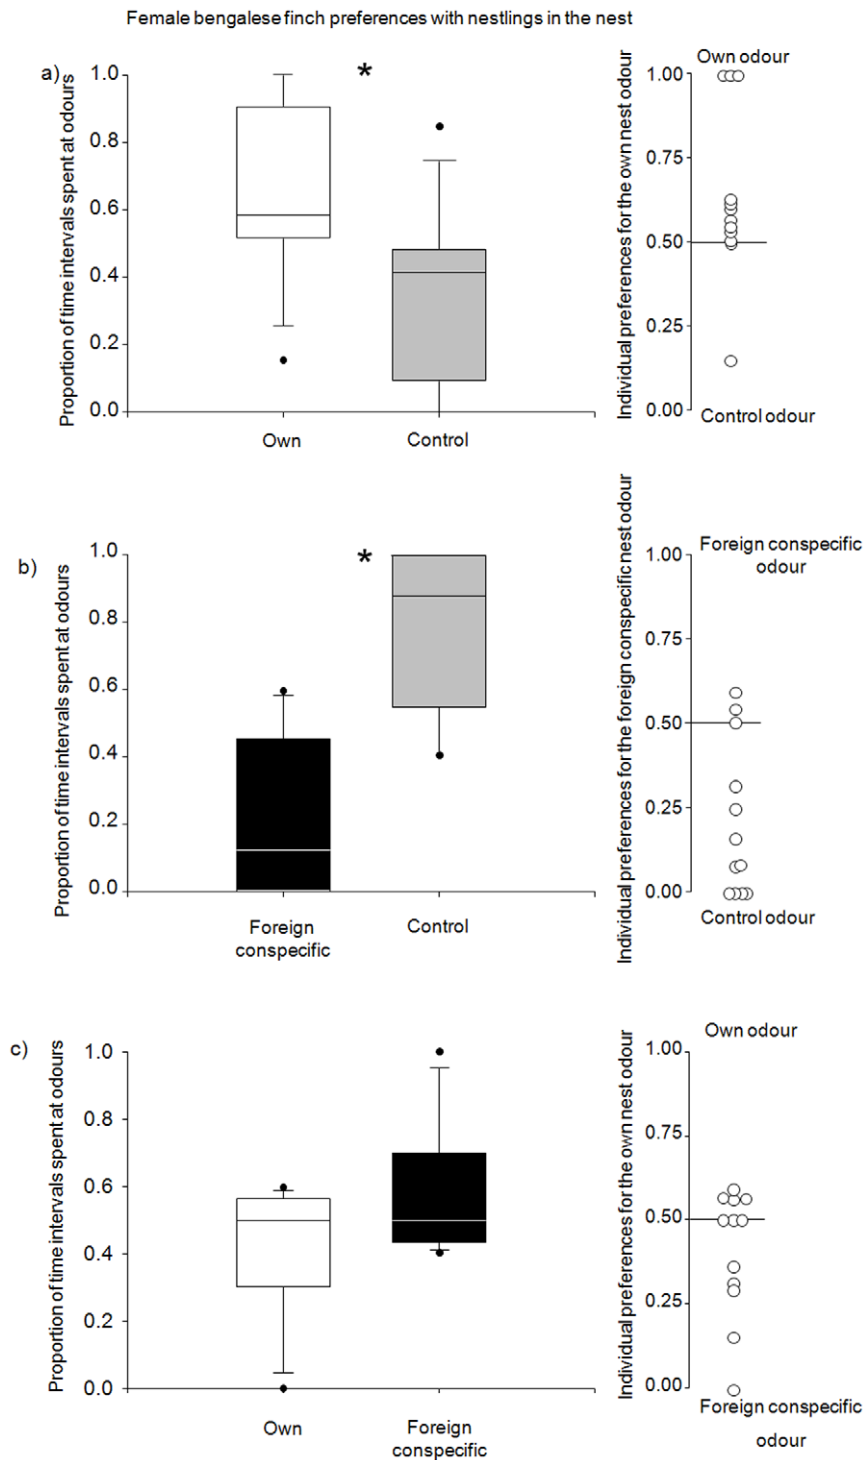 Female bengalese finch preferences with nestlings in the nest
a)
Proportion of time intervals spent at odours
1.0
0.8
0.6
0.4
0.2
0.0
*
Own
Control
Individual preferences for the own nest odour
Own odour
1.00
0.75
0.50
0.25
0.00
Control odour
b)
Proportion of time intervals spent at odours
1.0
0.8
0.6
0.4
0.2
0.0
*
Foreign
conspecific
Control
Individual preferences for the foreign conspecific nest odour
Foreign conspecific
odour
1.00
0.75
0.50
0.25
0.00
Control odour
c)
Proportion of time intervals spent at odours
1.0
0.8
0.6
0.4
0.2
0.0
Own
Foreign
conspecific
Individual preferences for the own nest odour
Own odour
1.00
0.75
0.50
0.25
0.00
Foreign conspecific
odour